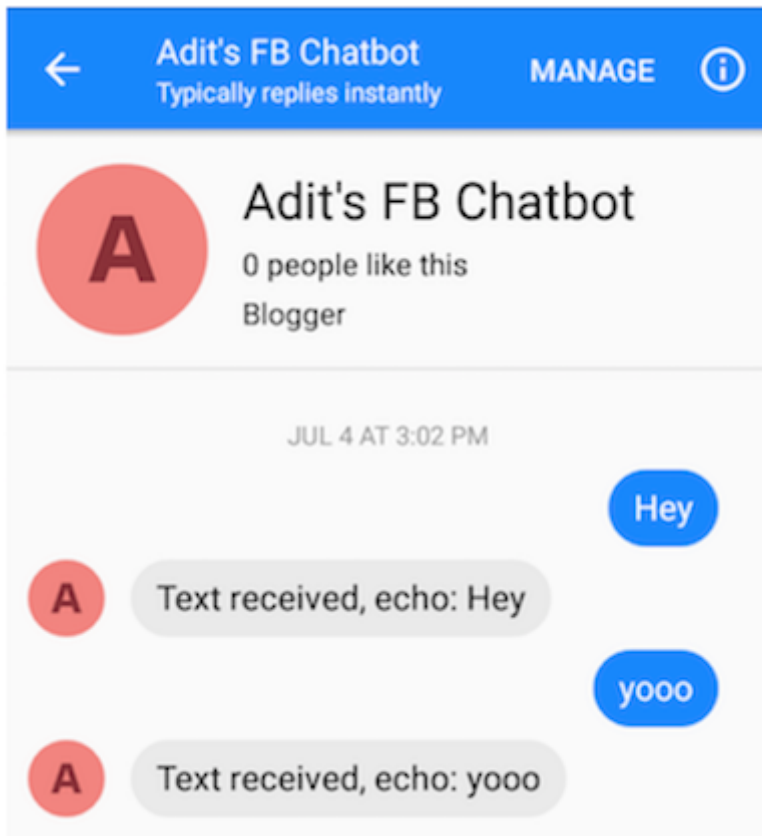 Adit's FB Chatbot
Typically replies instantly
MANAGE
A
Adit's FB Chatbot
0 people like this
Blogger
JUL 4 AT 3:02 PM
Hey
A
Text received, echo: Hey
yooo
A
Text received, echo: yooo